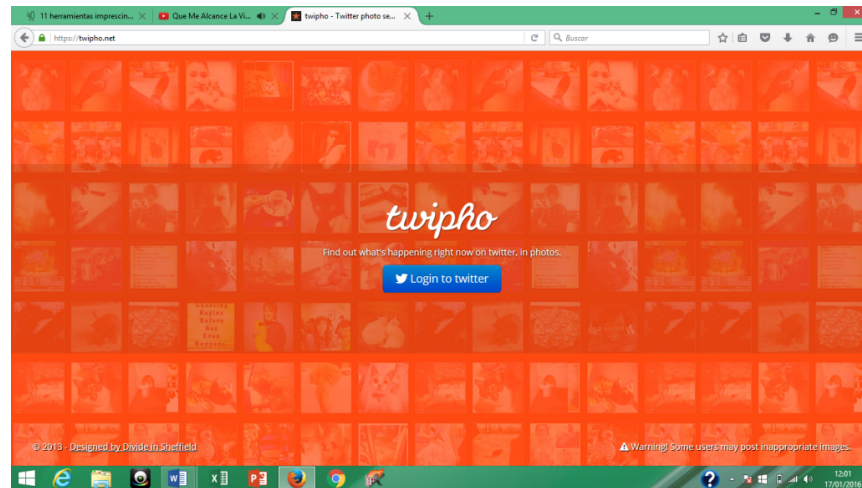 11 herramientas imprescin...
Que Me Alcance La Vi...
twipho - Twitter photo se...
https://twipho.net
Buscar
twipho
Find out what's happening right now on twitter, in photos.
Login to twitter
© 2013 - Designed by Divide in Sheffield
Warning! Some users may post inappropriate images.
12:01
17/01/2016